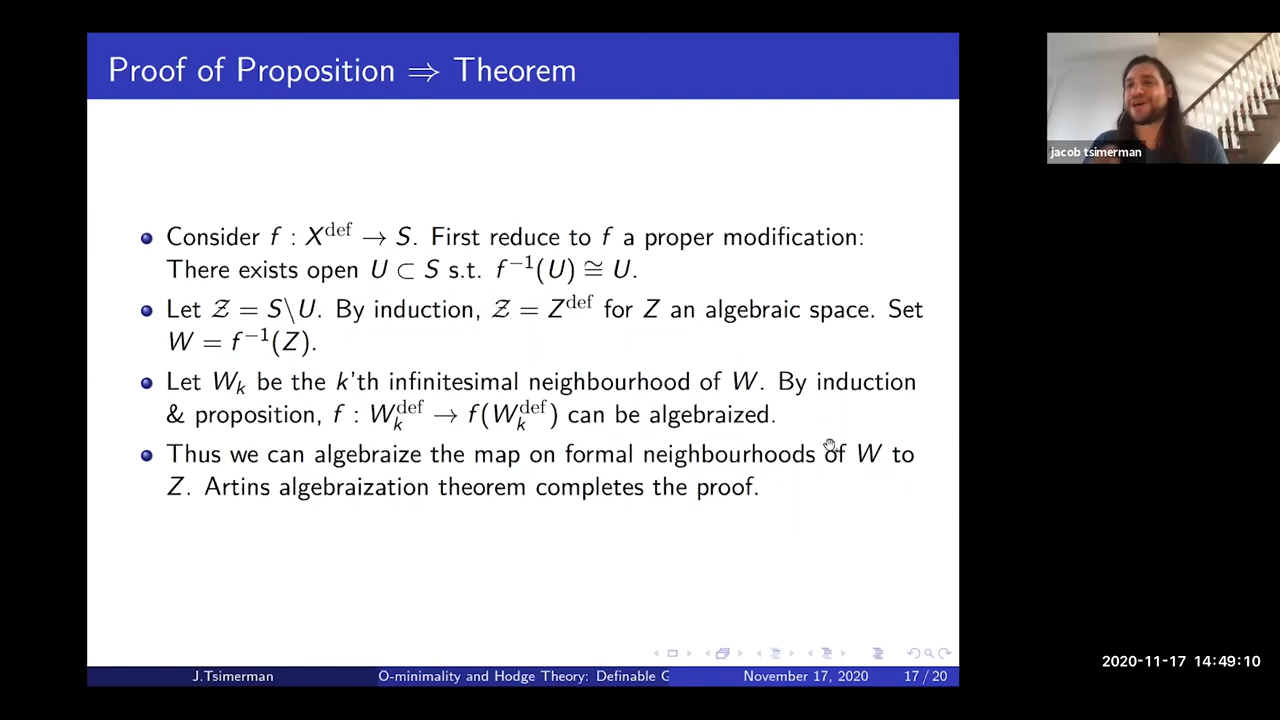 Proof of Proposition ⇒ Theorem
jacob tsimerman
Consider f : X^def → S. First reduce to f a proper modification:
There exists open U ⊂ S s.t. f⁻¹(U) ≅ U.
Let 𝒵 = S\U. By induction, 𝒵 = Z^def for Z an algebraic space. Set
W = f⁻¹(Z).
Let W_k be the k'th infinitesimal neighbourhood of W. By induction
& proposition, f : W_k^def → f(W_k^def) can be algebraized.
Thus we can algebraize the map on formal neighbourhoods of W to
Z. Artins algebraization theorem completes the proof.
J.Tsimerman O-minimality and Hodge Theory: Definable G November 17, 2020 17 / 20
2020-11-17 14:49:10